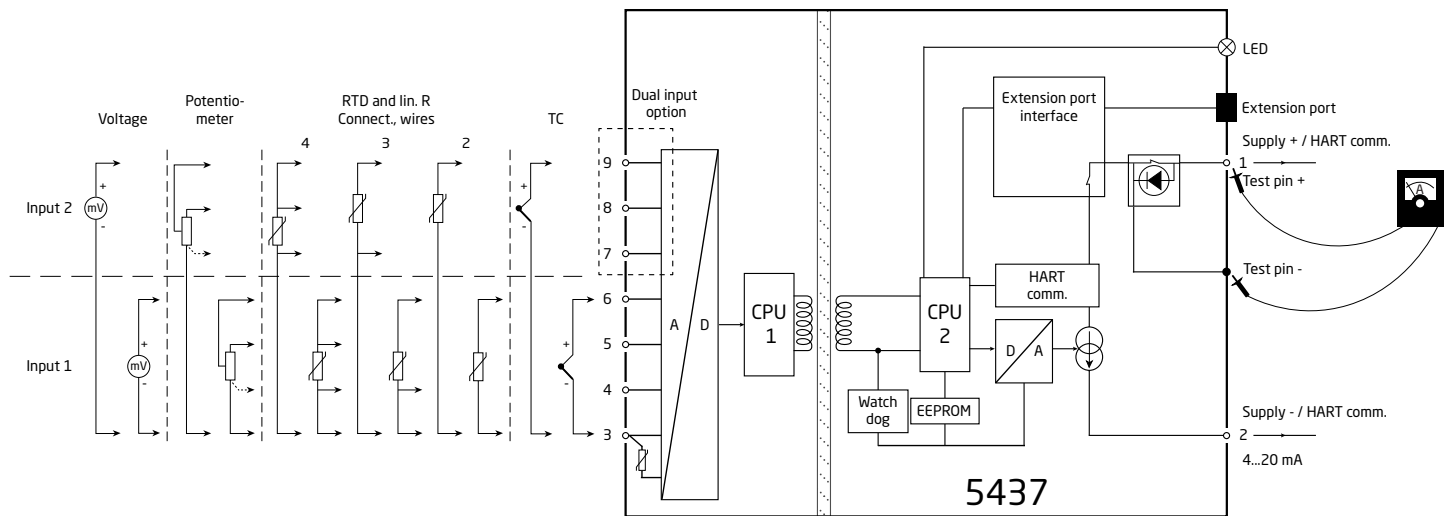 Voltage
Potentio-
meter
RTD and lin. R
Connect., wires
4
3
2
TC
Dual input
option
Input 2
mV
+
-
+
-
Input 1
mV
+
-
+
-
9
8
7
6
5
4
3
A
D
CPU
1
CPU
2
Watch
dog
EEPROM
HART
comm.
D
A
Extension port
interface
LED
Extension port
Supply + / HART comm.
1
Test pin +
A
Test pin -
Supply - / HART comm.
2
4...20 mA
5437